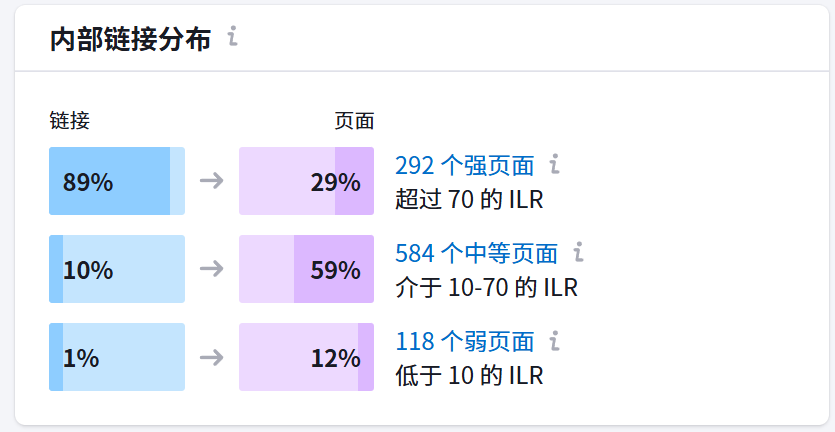 内部链接分布
链接 页面
89% → 29% 292 个强页面
超过 70 的 ILR
10% → 59% 584 个中等页面
介于 10-70 的 ILR
1% → 12% 118 个弱页面
低于 10 的 ILR